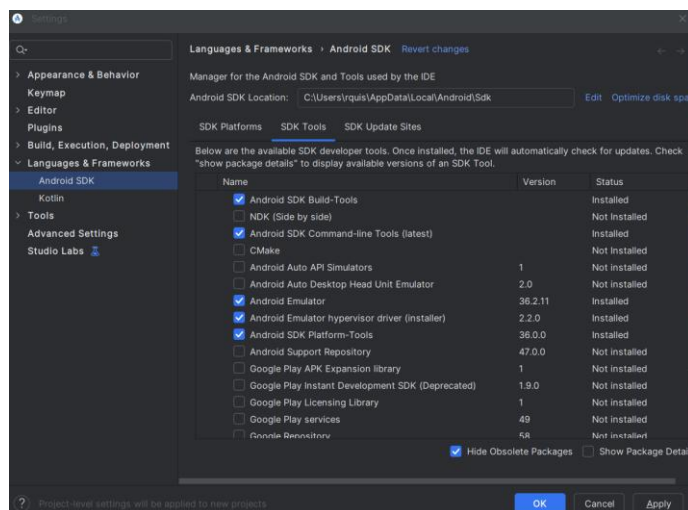 Settings
Languages & Frameworks › Android SDK Revert changes
Appearance & Behavior
Keymap
Editor
Plugins
Build, Execution, Deployment
Languages & Frameworks
Android SDK
Kotlin
Tools
Advanced Settings
Studio Labs
Manager for the Android SDK and Tools used by the IDE
Android SDK Location: C:\Users\rquis\AppData\Local\Android\Sdk Edit Optimize disk spa
SDK Platforms SDK Tools SDK Update Sites
Below are the available SDK developer tools. Once installed, the IDE will automatically check for updates. Check
"show package details" to display available versions of an SDK Tool.
Name Version Status
Android SDK Build-Tools Installed
NDK (Side by side) Not Installed
Android SDK Command-line Tools (latest) Installed
CMake Not Installed
Android Auto API Simulators 1 Not installed
Android Auto Desktop Head Unit Emulator 2.0 Not installed
Android Emulator 36.2.11 Installed
Android Emulator hypervisor driver (installer) 2.2.0 Installed
Android SDK Platform-Tools 36.0.0 Installed
Android Support Repository 47.0.0 Not installed
Google Play APK Expansion library 1 Not installed
Google Play Instant Development SDK (Deprecated) 1.9.0 Not installed
Google Play Licensing Library 1 Not installed
Google Play services 49 Not installed
Google Repository 58 Not installed
Hide Obsolete Packages Show Package Detai
? Project-level settings will be applied to new projects
OK Cancel Apply